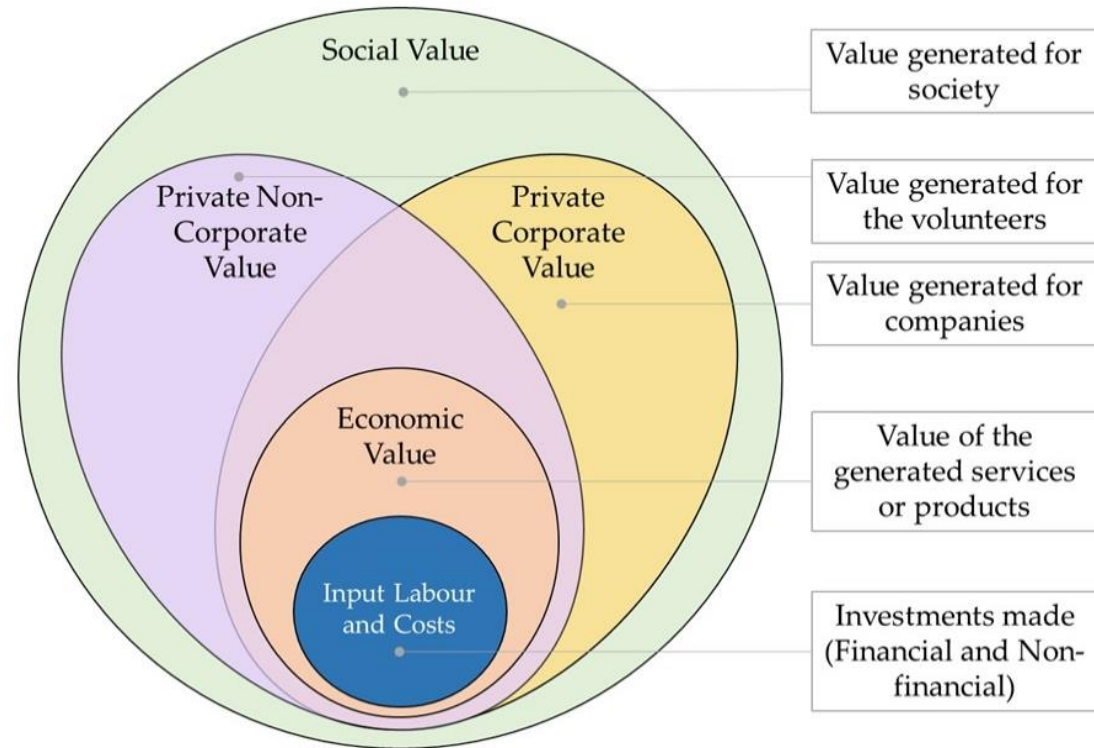 Social Value
Value generated for
society
Private Non-
Corporate
Value
Private
Corporate
Value
Value generated for
the volunteers
Value generated for
companies
Economic
Value
Value of the
generated services
or products
Input Labour
and Costs
Investments made
(Financial and Non-
financial)